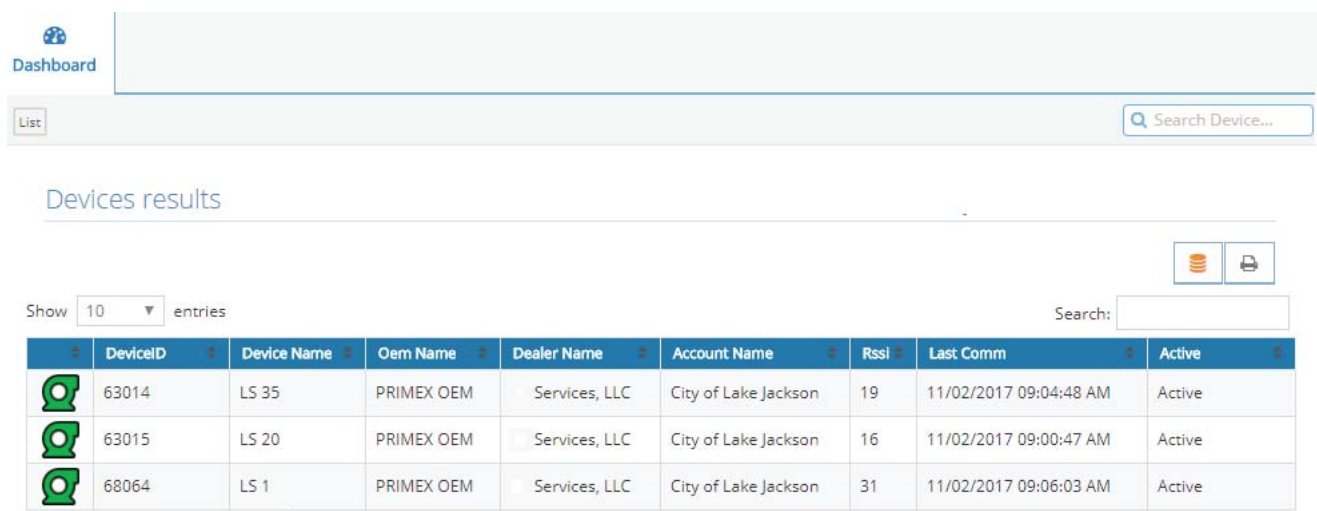 Dashboard
List
Search Device...
Devices results
Show 10 entries
Search:
DeviceID Device Name Oem Name Dealer Name Account Name Rssi Last Comm Active
63014 LS 35 PRIMEX OEM Services, LLC City of Lake Jackson 19 11/02/2017 09:04:48 AM Active
63015 LS 20 PRIMEX OEM Services, LLC City of Lake Jackson 16 11/02/2017 09:00:47 AM Active
68064 LS 1 PRIMEX OEM Services, LLC City of Lake Jackson 31 11/02/2017 09:06:03 AM Active